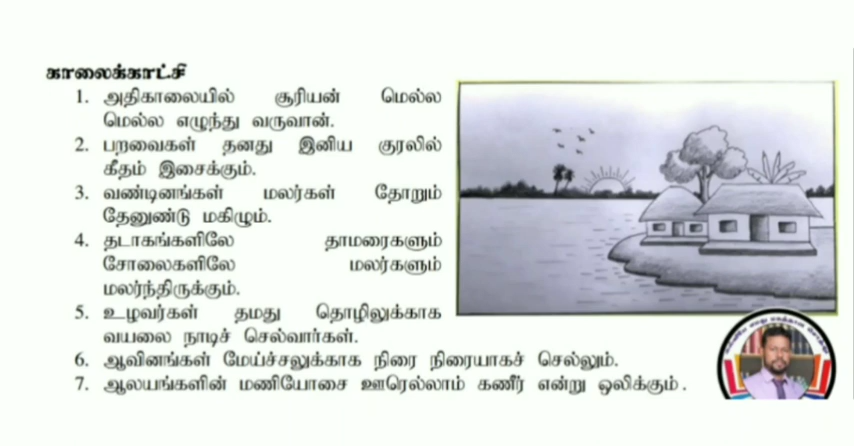 காலைக்காட்சி
1. அதிகாலையில் சூரியன் மெல்ல
மெல்ல எழுந்து வருவான்.
2. பறவைகள் தனது இனிய குரலில்
கீதம் இசைக்கும்.
3. வண்டினங்கள் மலர்கள் தோறும்
தேனுண்டு மகிழும்.
4. தடாகங்களிலே தாமரைகளும்
சோலைகளிலே மலர்களும்
மலர்ந்திருக்கும்.
5. உழவர்கள் தமது தொழிலுக்காக
வயலை நாடிச் செல்வார்கள்.
6. ஆவினங்கள் மேய்ச்சலுக்காக நிரை நிரையாகச் செல்லும்.
7. ஆலயங்களின் மணியோசை ஊரெல்லாம் கணீர் என்று ஒலிக்கும்.